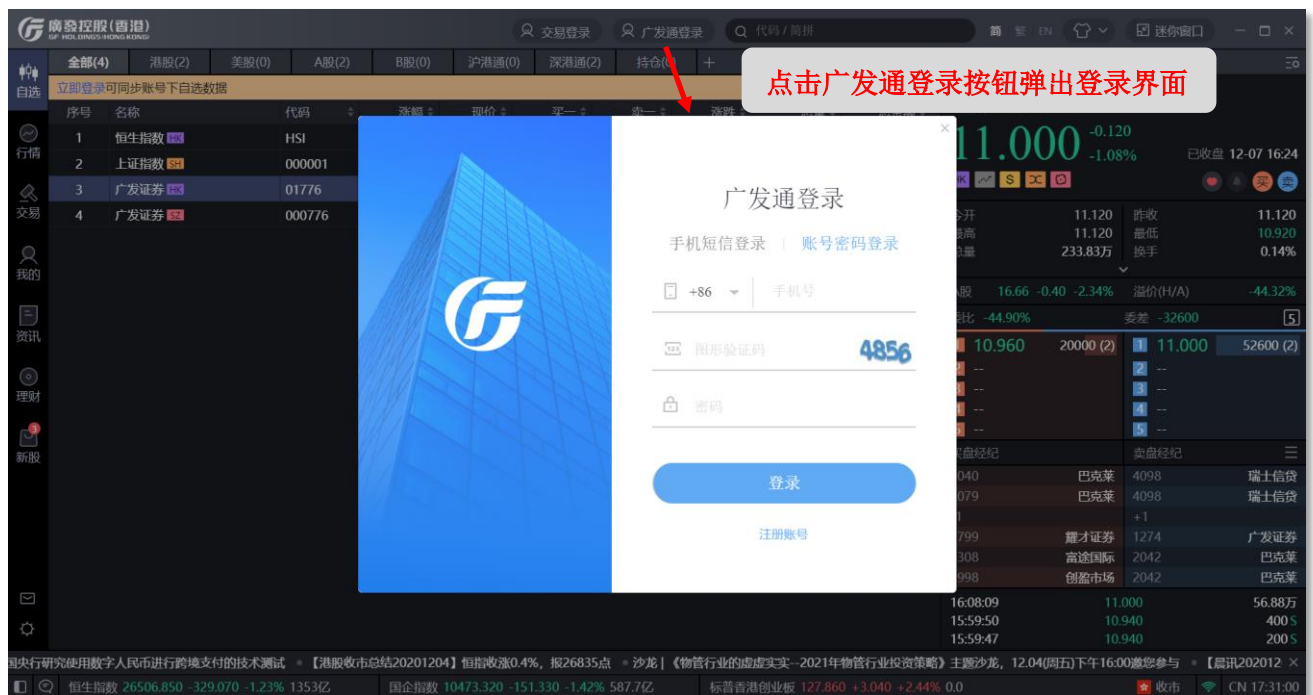 廣發控股(香港)
GF HOLDINGS (HONG KONG)
交易登录
广发通登录
代码 / 简拼
简 繁 EN
迷你窗口
自选
行情
交易
我的
资讯
理财
3
新股
全部(4) 港股(2) 美股(0) A股(2) B股(0) 沪港通(0) 深港通(2) 持仓(0) +
立即登录可同步账号下自选数据
点击广发通登录按钮弹出登录界面
序号 名称 代码 涨幅 现价 买一 卖一 涨跌
1 恒生指数 HK HSI
2 上证指数 SH 000001
3 广发证券 HK 01776
4 广发证券 SZ 000776
广发通登录
手机短信登录 | 账号密码登录
+86 手机号
123 图形验证码 4856
密码
登录
注册账号
11.000 -0.120
-1.08% 已收盘 12-07 16:24
S 买 卖
今开 11.120 昨收 11.120
最高 11.120 最低 10.920
总量 233.83万 换手 0.14%
A股 16.66 -0.40 -2.34% 溢价(H/A) -44.32%
委比 -44.90% 委差 -32600 5
10.960 20000 (2) 1 11.000 52600 (2)
-- 2 --
-- 3 --
-- 4 --
-- 5 --
买盘经纪 卖盘经纪
巴克莱 4098 瑞士信贷
巴克莱 4098 瑞士信贷
+1
耀才证券 1274 广发证券
富途国际 2042 巴克莱
创盈市场 2042 巴克莱
16:08:09 11.000 56.88万
15:59:50 10.940 400 S
15:59:47 10.940 200 S
国央行研究使用数字人民币进行跨境支付的技术测试 【港股收市总结20201204】恒指收涨0.4%，报26835点 沙龙 | 《物管行业的虚虚实实--2021年物管行业投资策略》主题沙龙，12.04(周五)下午16:00邀您参与 【晨讯202012
恒生指数 26506.850 -329.070 -1.23% 1353亿 国企指数 10473.320 -151.330 -1.42% 587.7亿 标普香港创业板 127.860 +3.040 +2.44% 0.0 收市 CN 17:31:00